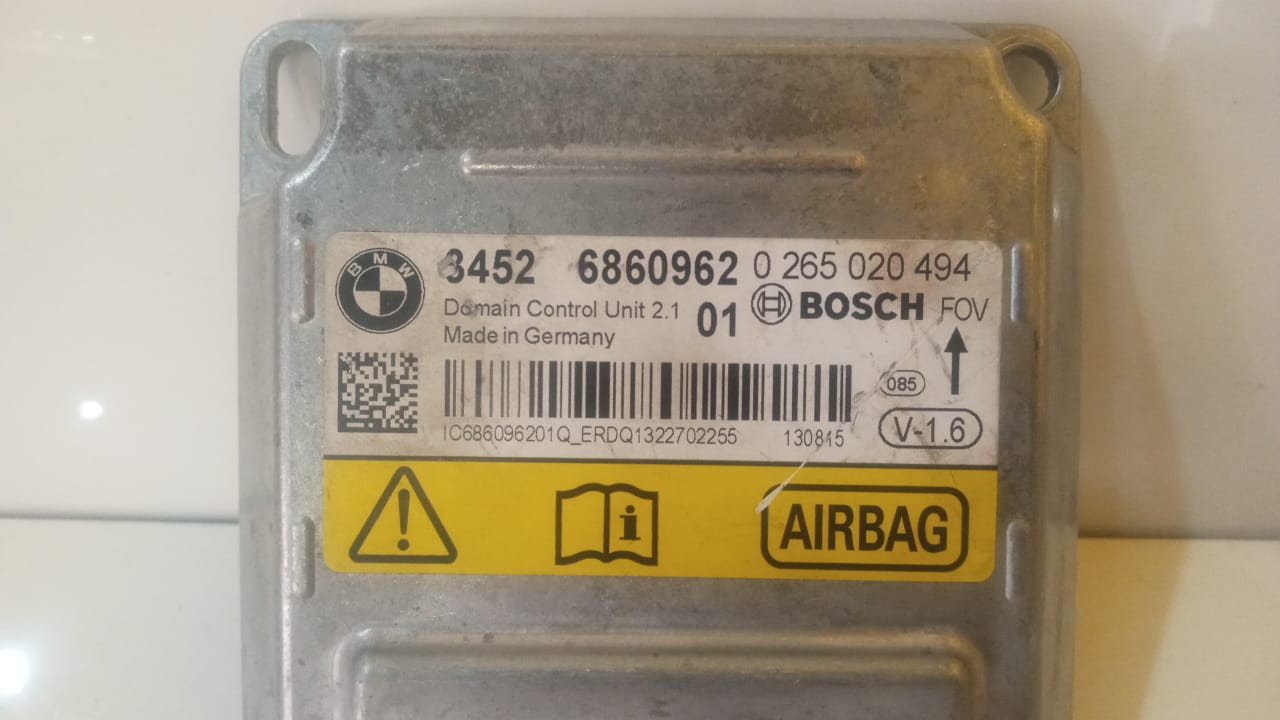 BMW
3452 6860962 0 265 020 494
Domain Control Unit 2.1 01 BOSCH FOV
Made in Germany
085
IC686096201Q_ERDQ1322702255 130815 V-1.6
i
AIRBAG